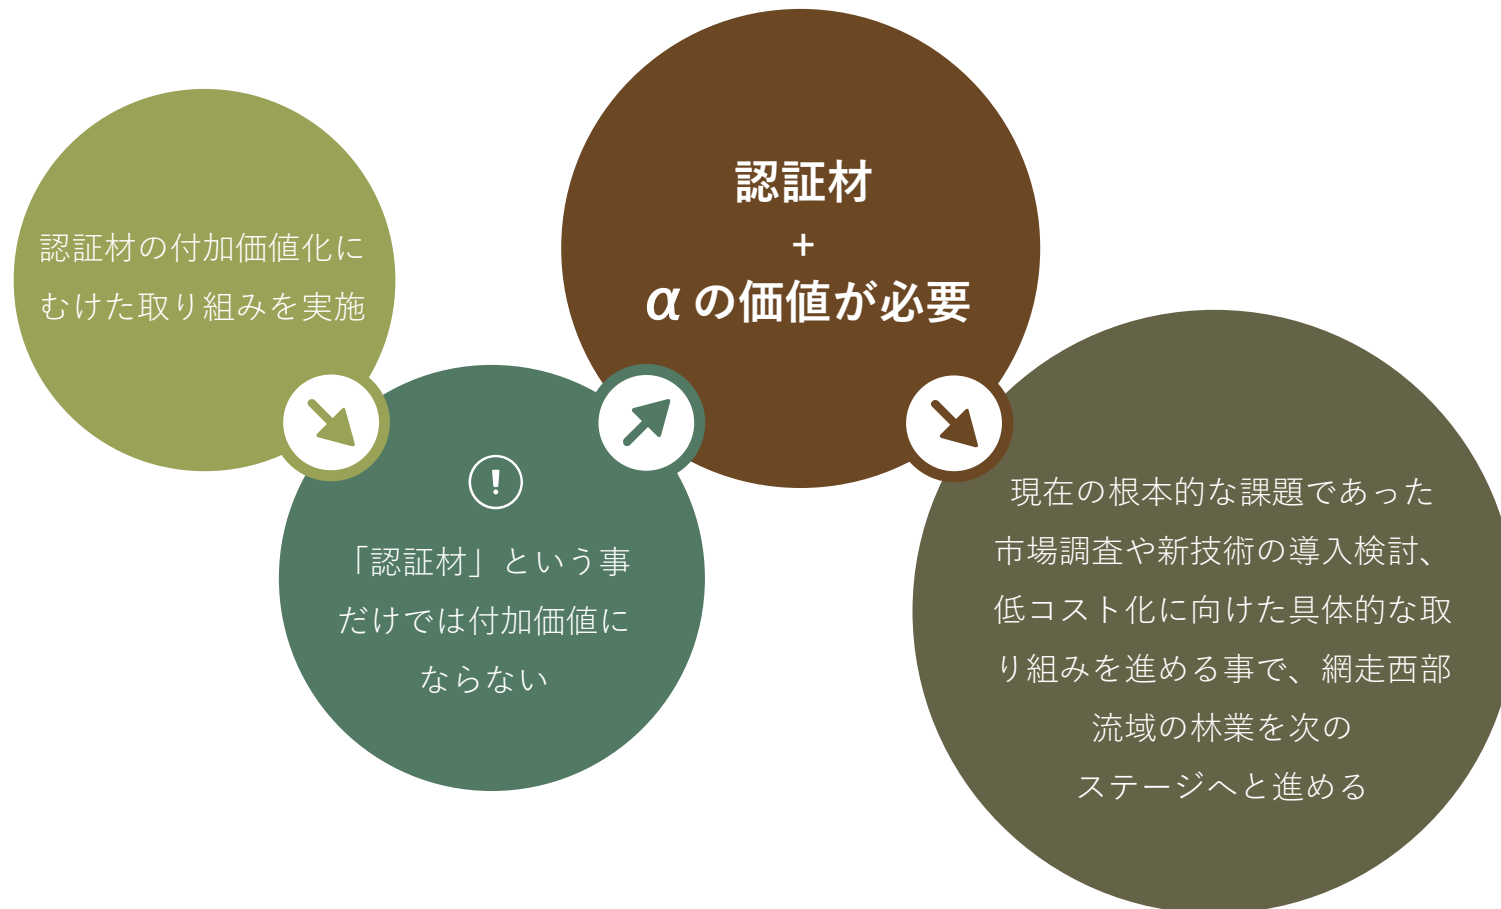 認証材の付加価値化に
むけた取り組みを実施
!
「認証材」という事
だけでは付加価値に
ならない
認証材
+
αの価値が必要
現在の根本的な課題であった
市場調査や新技術の導入検討、
低コスト化に向けた具体的な取
り組みを進める事で、網走西部
流域の林業を次の
ステージへと進める